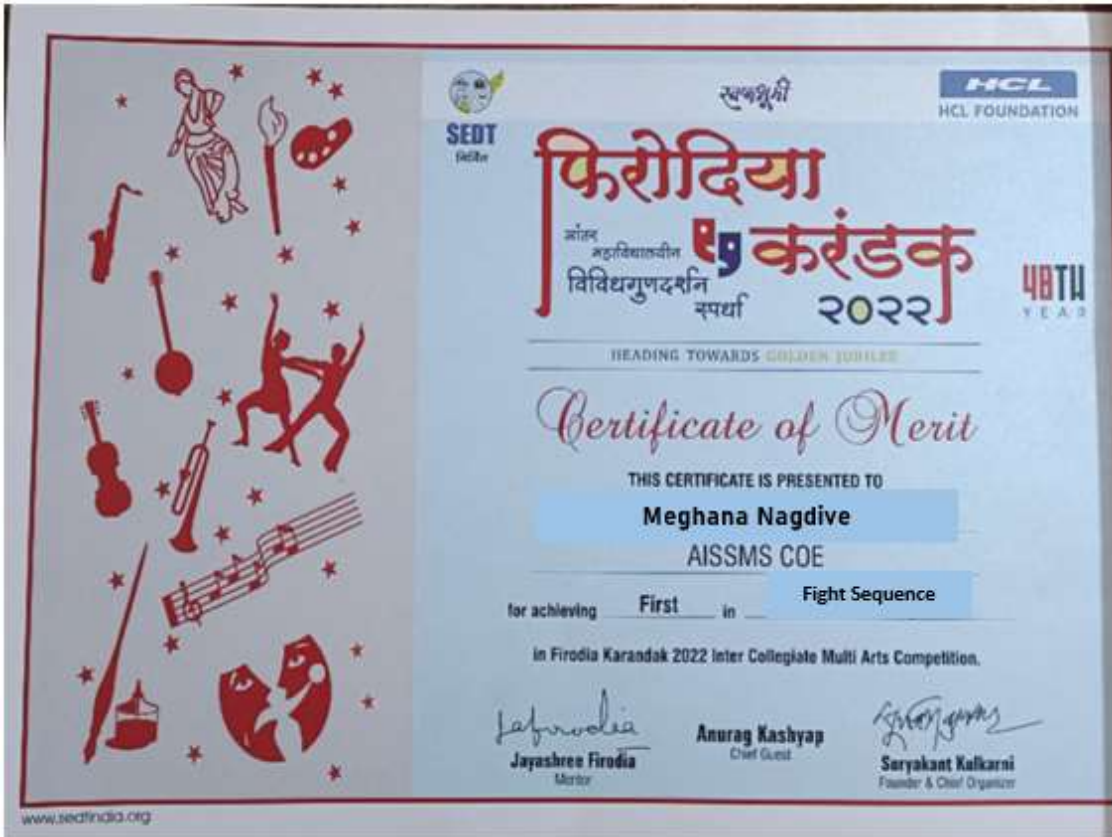 SEDT
निर्मित
स्वप्नभूमी
HCL
HCL FOUNDATION
फिरोदिया
करंडक
आंतर
महाविद्यालयीन
विविधगुणदर्शन
स्पर्धा
२०२२
48TH
YEAR
HEADING TOWARDS GOLDEN JUBILEE
Certificate of Merit
THIS CERTIFICATE IS PRESENTED TO
Meghana Nagdive
AISSMS COE
for achieving First in Fight Sequence
in Firodia Karandak 2022 Inter Collegiate Multi Arts Competition.
Jayashree Firodia
Mentor
Anurag Kashyap
Chief Guest
Suryakant Kulkarni
Founder & Chief Organizer
www.sedtindia.org